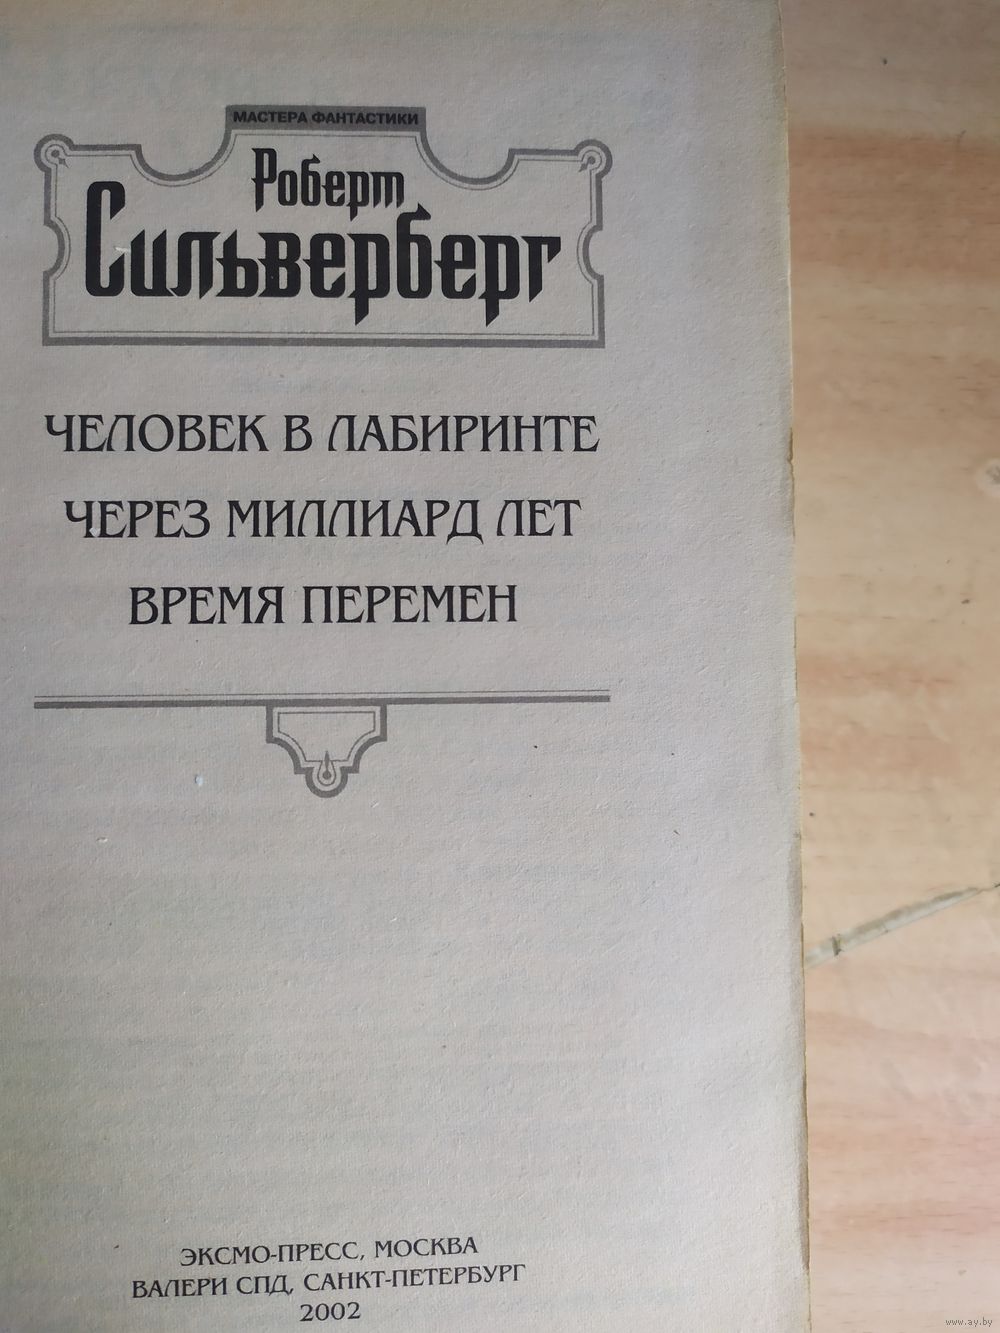 МАСТЕРА ФАНТАСТИКИ
Роберт
Сильверберг
ЧЕЛОВЕК В ЛАБИРИНТЕ
ЧЕРЕЗ МИЛЛИАРД ЛЕТ
ВРЕМЯ ПЕРЕМЕН
ЭКСМО-ПРЕСС, МОСКВА
ВАЛЕРИ СПД, САНКТ-ПЕТЕРБУРГ
2002
www.ay.by